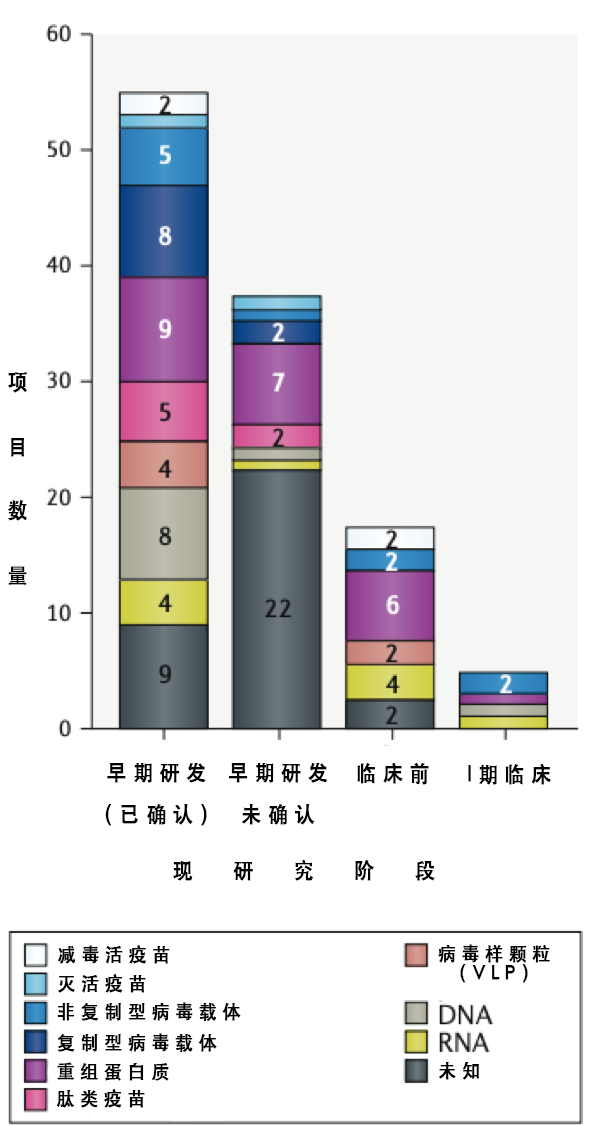 60
50
40
30
20
10
0
项
目
数
量
2
5
8
9
5
4
8
4
9
2
7
2
22
2
2
6
2
4
2
2
早期研发
(已确认)
早期研发
未确认
临床前
I期临床
现研究阶段
减毒活疫苗
灭活疫苗
非复制型病毒载体
复制型病毒载体
重组蛋白质
肽类疫苗
病毒样颗粒
(VLP)
DNA
RNA
未知